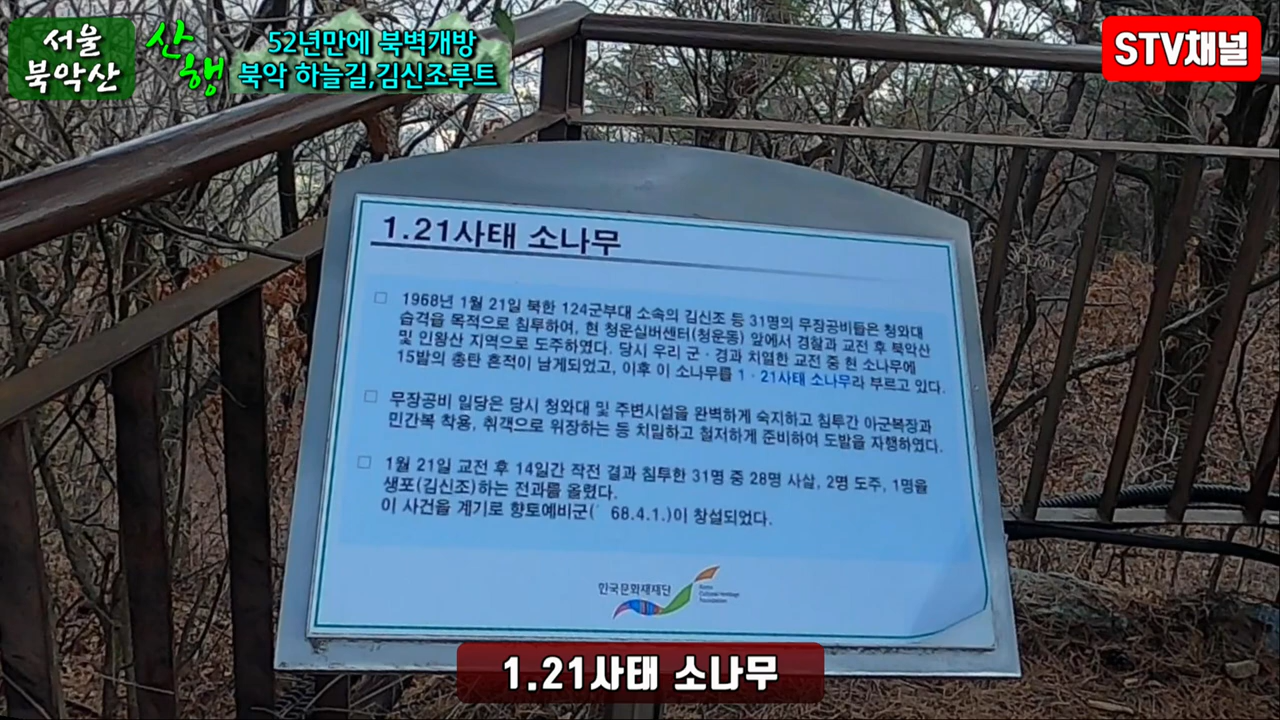 서울
북악산
산행
52년만에 북벽개방
북악 하늘길,김신조루트
STV채널
1.21사태 소나무
□ 1968년 1월 21일 북한 124군부대 소속의 김신조 등 31명의 무장공비들은 청와대
습격을 목적으로 침투하여, 현 청운실버센터(청운동) 앞에서 경찰과 교전 후 북악산
및 인왕산 지역으로 도주하였다. 당시 우리 군·경과 치열한 교전 중 현 소나무에
15발의 총탄 흔적이 남게되었고, 이후 이 소나무를 1·21사태 소나무라 부르고 있다.
□ 무장공비 일당은 당시 청와대 및 주변시설을 완벽하게 숙지하고 침투간 아군복장과
민간복 착용, 취객으로 위장하는 등 치밀하고 철저하게 준비하여 도발을 자행하였다.
□ 1월 21일 교전 후 14일간 작전 결과 침투한 31명 중 28명 사살, 2명 도주, 1명을
생포(김신조)하는 전과를 올렸다.
이 사건을 계기로 향토예비군(' 68.4.1.)이 창설되었다.
한국문화재재단
Korea
Cultural Heritage
Foundation
1.21사태 소나무